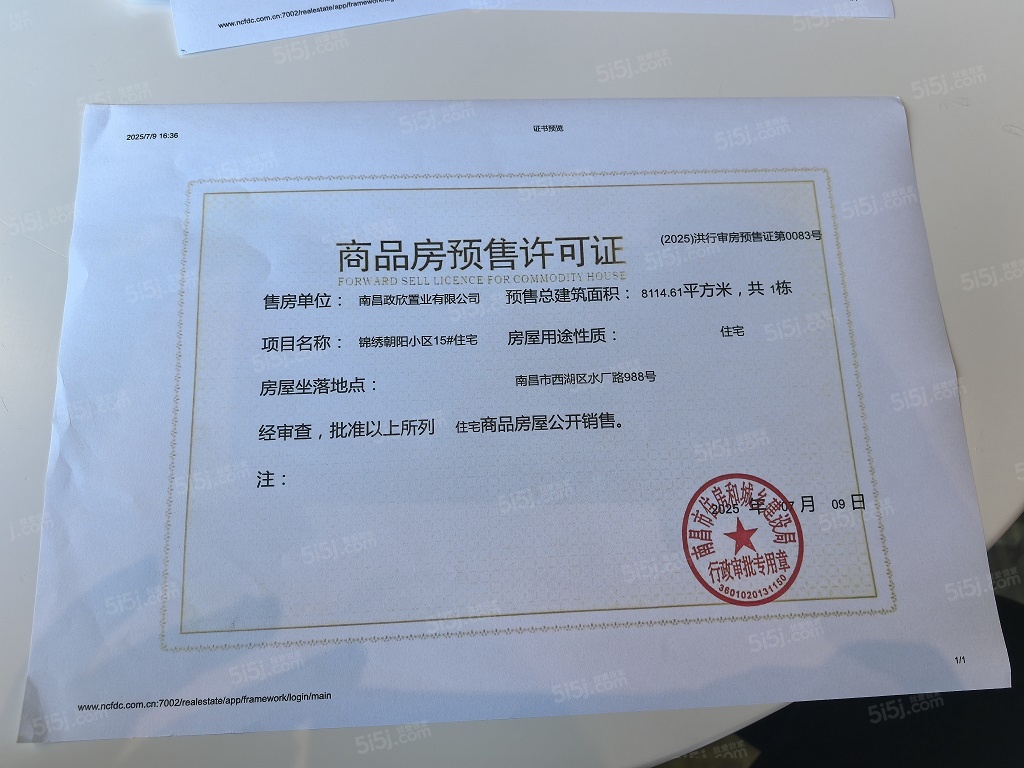 www.ncfdc.com.cn:7002/realestate/app/framework/
2025/7/9 16:36
证书预览
(2025)洪行审房预售证第0083号
商品房预售许可证
FORWARD SELL LICENCE FOR COMMODITY HOUSE
售房单位： 南昌政欣置业有限公司 预售总建筑面积： 8114.61平方米，共 1栋
项目名称： 锦绣朝阳小区15#住宅 房屋用途性质： 住宅
房屋坐落地点： 南昌市西湖区水厂路988号
经审查，批准以上所列 住宅商品房屋公开销售。
注：
2025 年 07 月 09 日
南昌市住房和城乡建设局
行政审批专用章
3601020131150
1/1
www.ncfdc.com.cn:7002/realestate/app/framework/login/main
5i5j.com 我爱我家